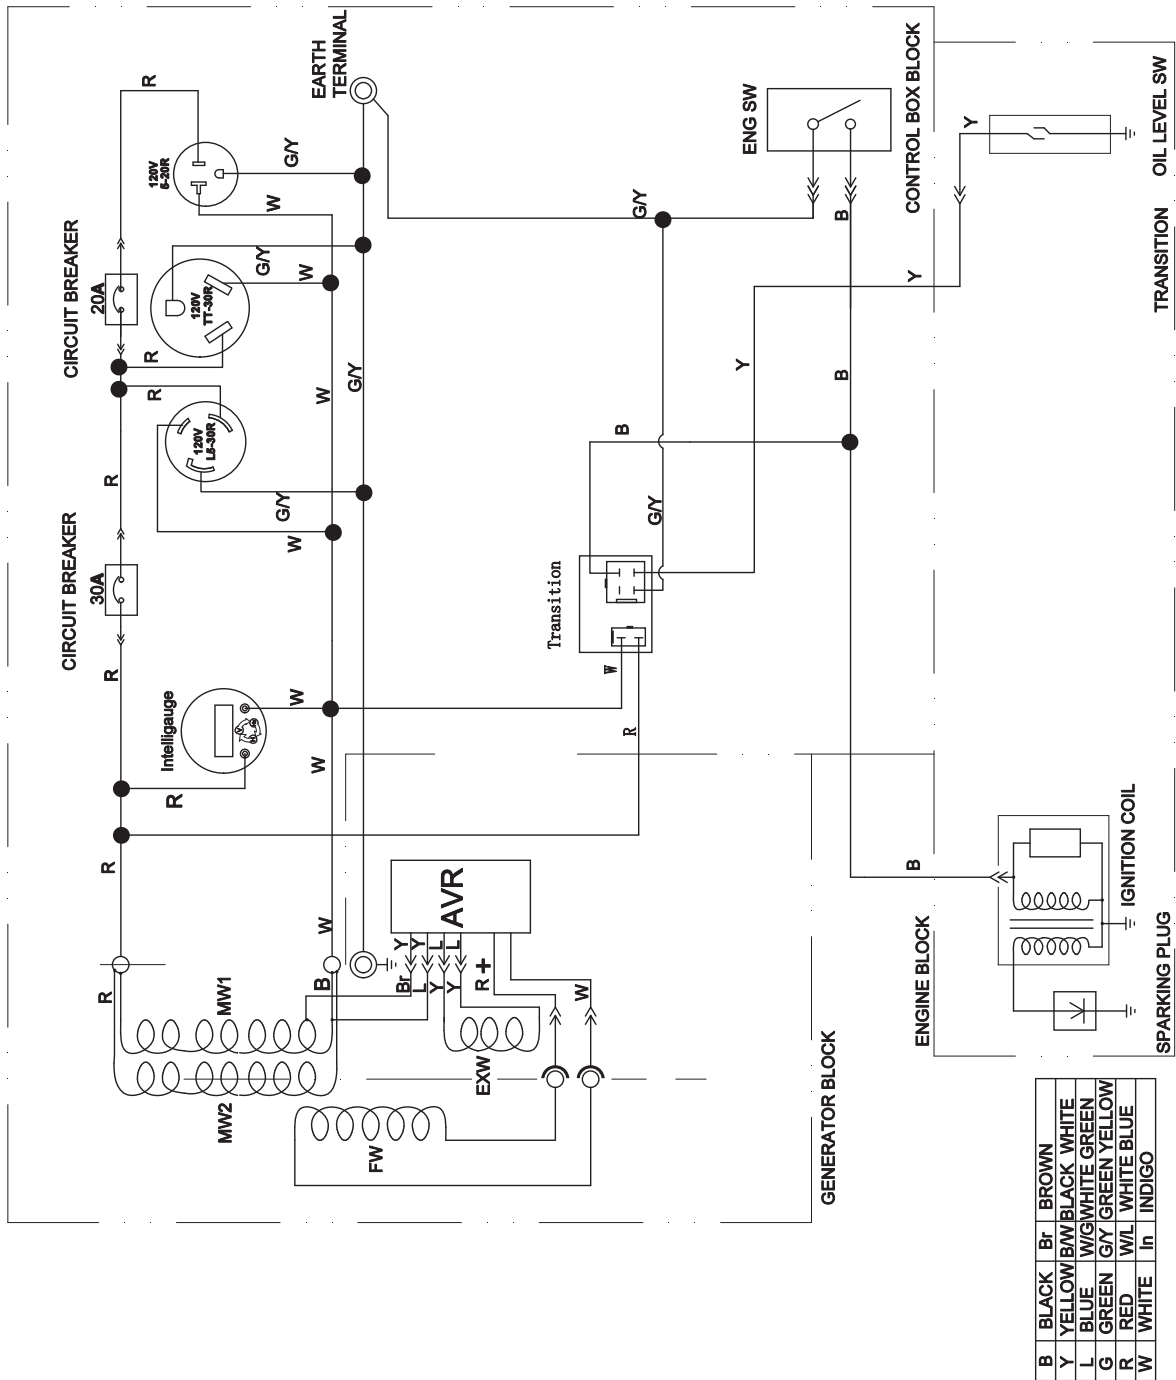 R
120V
5-20R
G/Y
W
EARTH
TERMINAL
ENG SW
CONTROL BOX BLOCK
Y
OIL LEVEL SW
TRANSITION
CIRCUIT BREAKER
20A
R
120V
TT-30R
G/Y
W
G/Y
B
Y
R
120V
L5-30R
W
G/Y
Y
B
R
G/Y
W
B
G/Y
CIRCUIT BREAKER
30A
Transition
R
Intelligauge
W
W
R
R
W
R
W
AVR
B
ENGINE BLOCK
IGNITION COIL
SPARKING PLUG
R
MW1
B
Y
Y
L
L
Br
L
Y
Y
R
+
W
MW2
EXW
FW
GENERATOR BLOCK
B BLACK Br BROWN
Y YELLOW B/W BLACK WHITE
L BLUE W/G WHITE GREEN
G GREEN G/Y GREEN YELLOW
R RED W/L WHITE BLUE
W WHITE In INDIGO